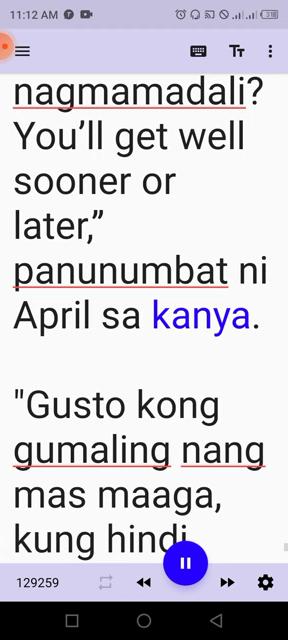 11:12 AM
nagmamadali?
You’ll get well
sooner or
later,”
panunumbat ni
April sa kanya.
"Gusto kong
gumaling nang
mas maaga,
kung hindi
129259